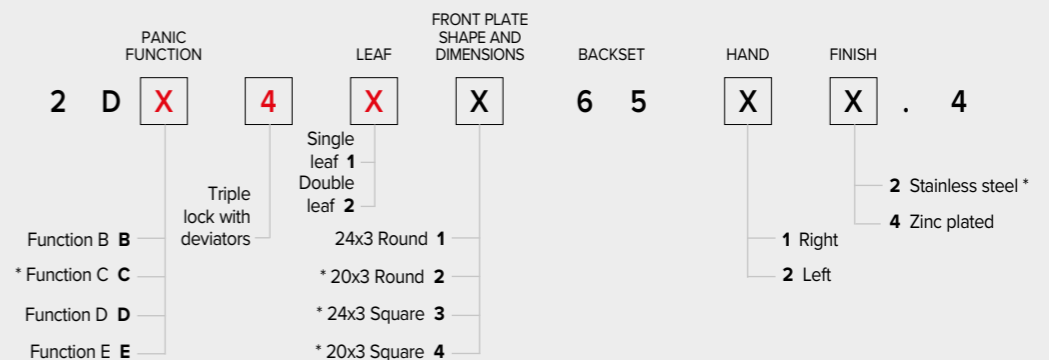 PANIC
FUNCTION
LEAF
FRONT PLATE
SHAPE AND
DIMENSIONS
BACKSET
HAND
FINISH
2 D X 4 X X 6 5 X X . 4
Single
leaf 1
Double
leaf 2
Triple
lock with
deviators
Function B B
* Function C C
Function D D
Function E E
24x3 Round 1
* 20x3 Round 2
* 24x3 Square 3
* 20x3 Square 4
1 Right
2 Left
2 Stainless steel *
4 Zinc plated